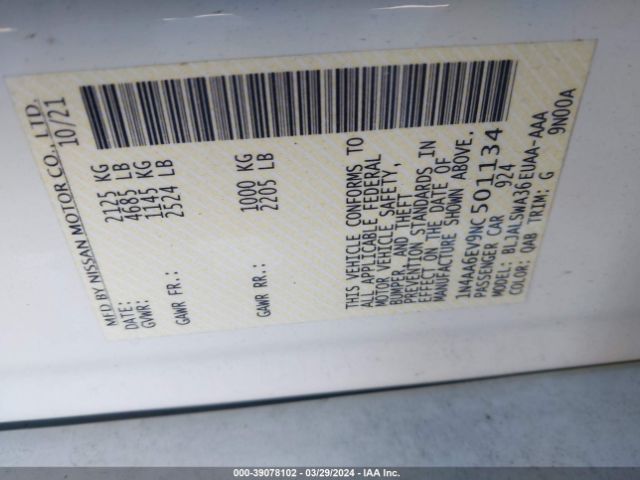 MFD BY NISSAN MOTOR CO., LTD.
DATE: 10/21
GVWR: 2125 KG
4685 LB
GAWR FR.: 1145 KG
2524 LB
GAWR RR.: 1000 KG
2205 LB
THIS VEHICLE CONFORMS TO
ALL APPLICABLE FEDERAL
MOTOR VEHICLE SAFETY,
BUMPER, AND THEFT
PREVENTION STANDARDS IN
EFFECT ON THE DATE OF
MANUFACTURE SHOWN ABOVE.
1N4AA6EV9NC501134
PASSENGER CAR 924
MODEL: BLJALSWA36EUAA-AAA
COLOR: QAB TRIM: G 9N00A
000-39078102 - 03/29/2024 - IAA Inc.